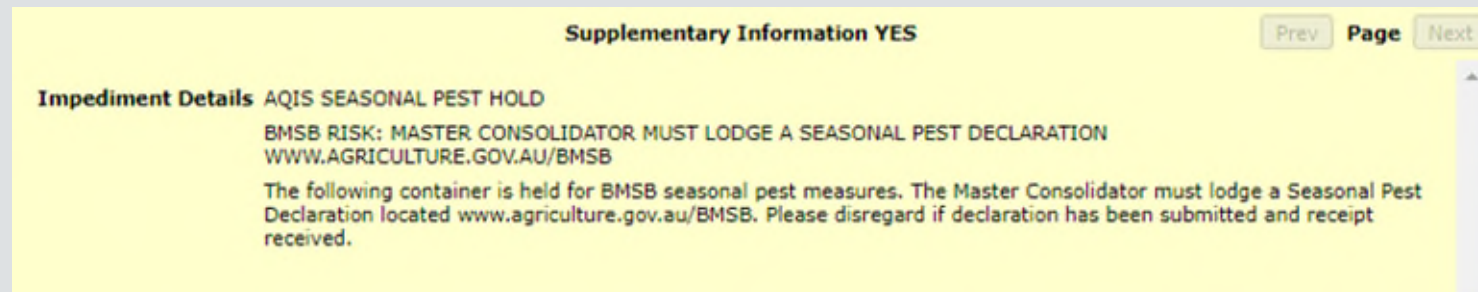 Supplementary Information YES
Prev Page Next
Impediment Details AQIS SEASONAL PEST HOLD
BMSB RISK: MASTER CONSOLIDATOR MUST LODGE A SEASONAL PEST DECLARATION
WWW.AGRICULTURE.GOV.AU/BMSB
The following container is held for BMSB seasonal pest measures. The Master Consolidator must lodge a Seasonal Pest
Declaration located www.agriculture.gov.au/BMSB. Please disregard if declaration has been submitted and receipt
received.